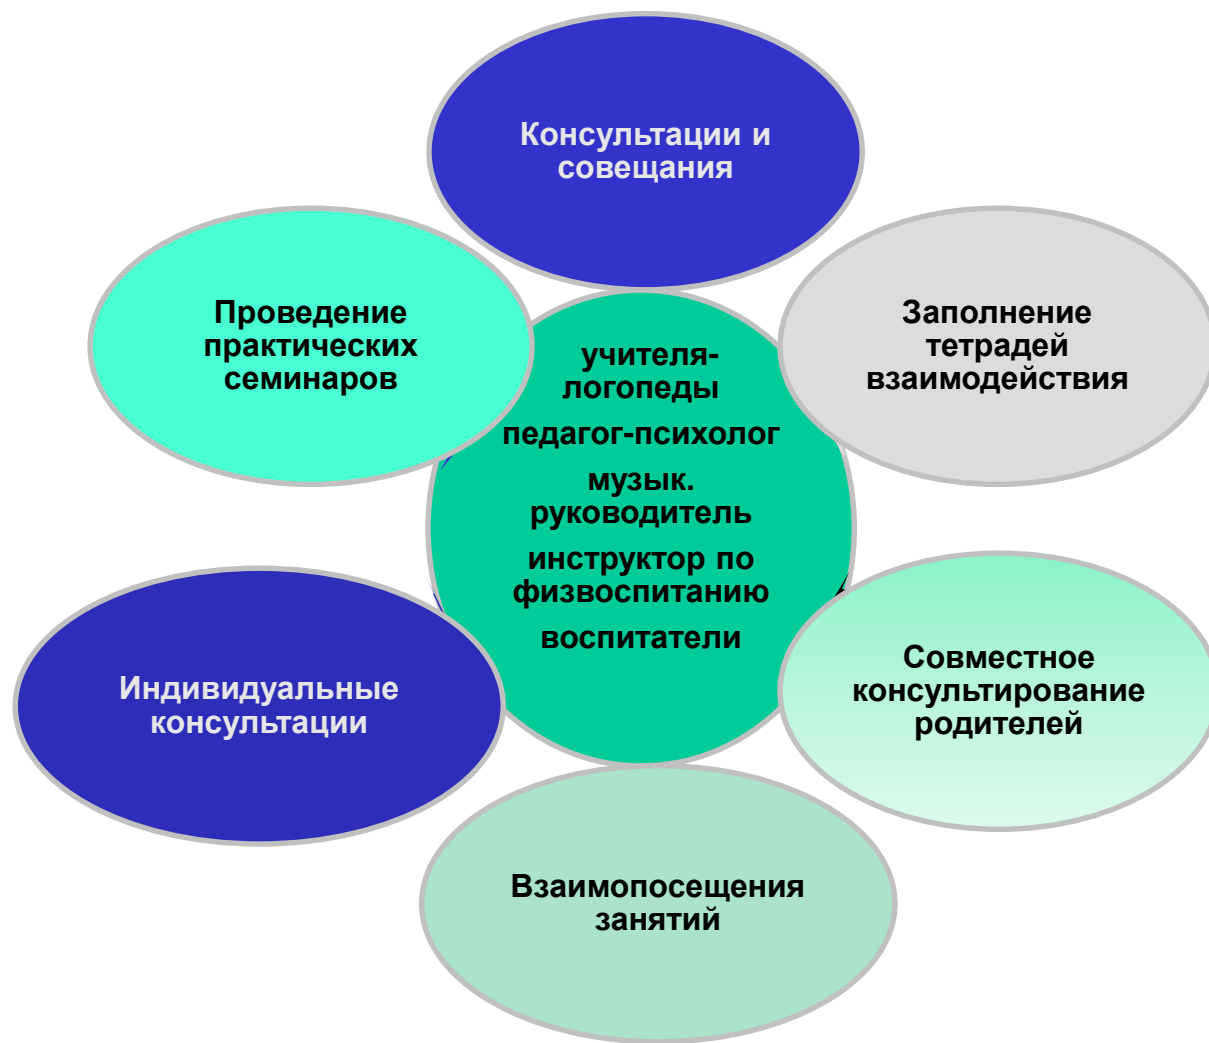 Консультации и
совещания
Проведение
практических
семинаров
Заполнение
тетрадей
взаимодействия
учителя-
логопеды
педагог-психолог
музык.
руководитель
инструктор по
физвоспитанию
воспитатели
Индивидуальные
консультации
Совместное
консультирование
родителей
Взаимопосещения
занятий